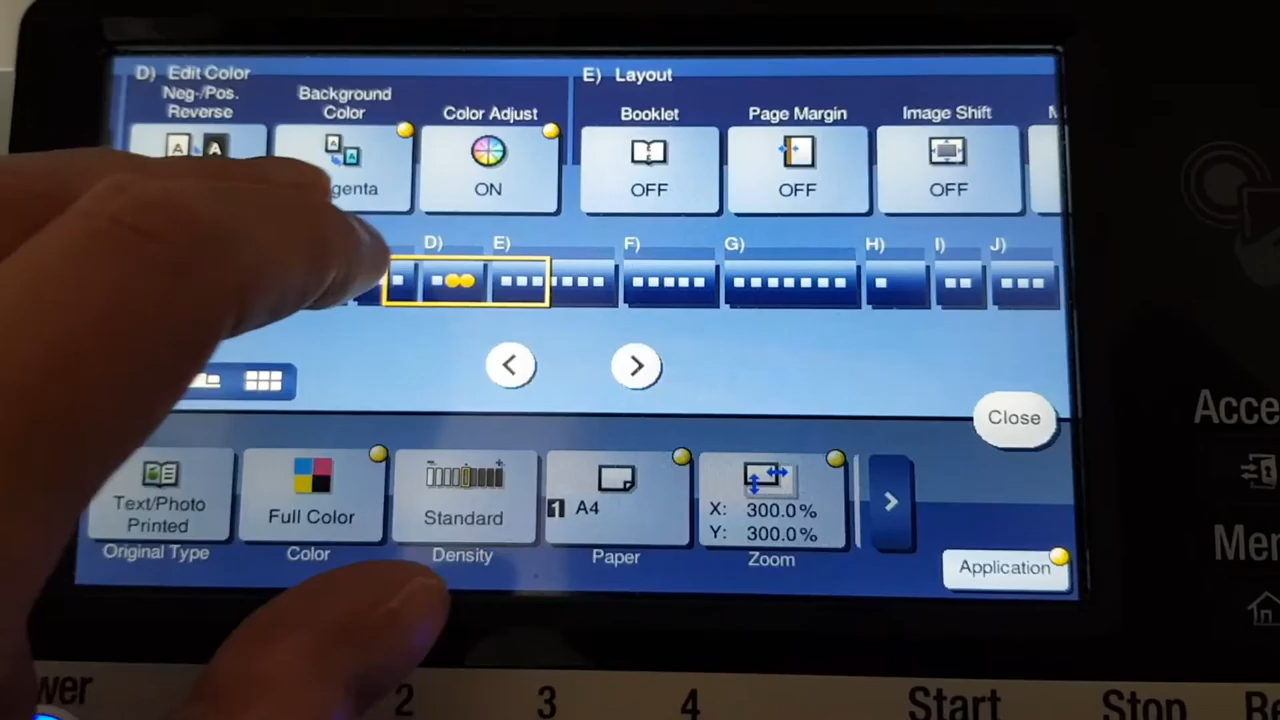 D) Edit Color
E) Layout
Neg-/Pos.
Reverse
Background
Color
Color Adjust
Booklet
Page Margin
Image Shift
A
A
genta
ON
OFF
OFF
OFF
D)
E)
F)
G)
H)
I)
J)
<
>
Close
Text/Photo
Printed
Full Color
Standard
1 A4
X: 300.0%
Y: 300.0%
>
Original Type
Color
Density
Paper
Zoom
Application
Acce
Mer
wer
2
3
4
Start
Stop